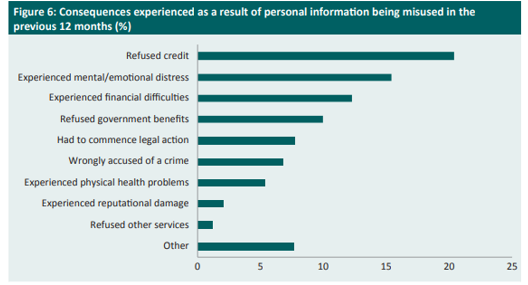 Figure 6: Consequences experienced as a result of personal information being misused in the
previous 12 months (%)
Refused credit
Experienced mental/emotional distress
Experienced financial difficulties
Refused government benefits
Had to commence legal action
Wrongly accused of a crime
Experienced physical health problems
Experienced reputational damage
Refused other services
Other
0 5 10 15 20 25